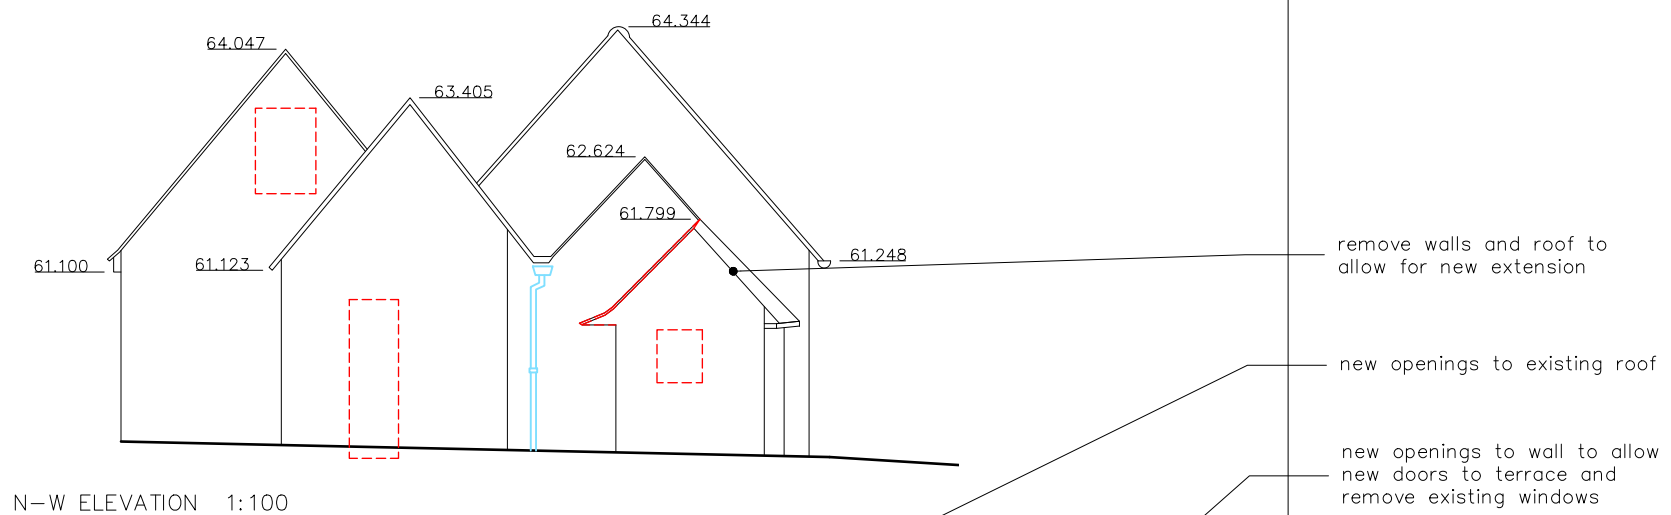 64.344
64.047
63.405
62.624
61.799
61.100
61.123
61.248
remove walls and roof to
allow for new extension
new openings to existing roof
new openings to wall to allow
new doors to terrace and
remove existing windows
N-W ELEVATION 1:100